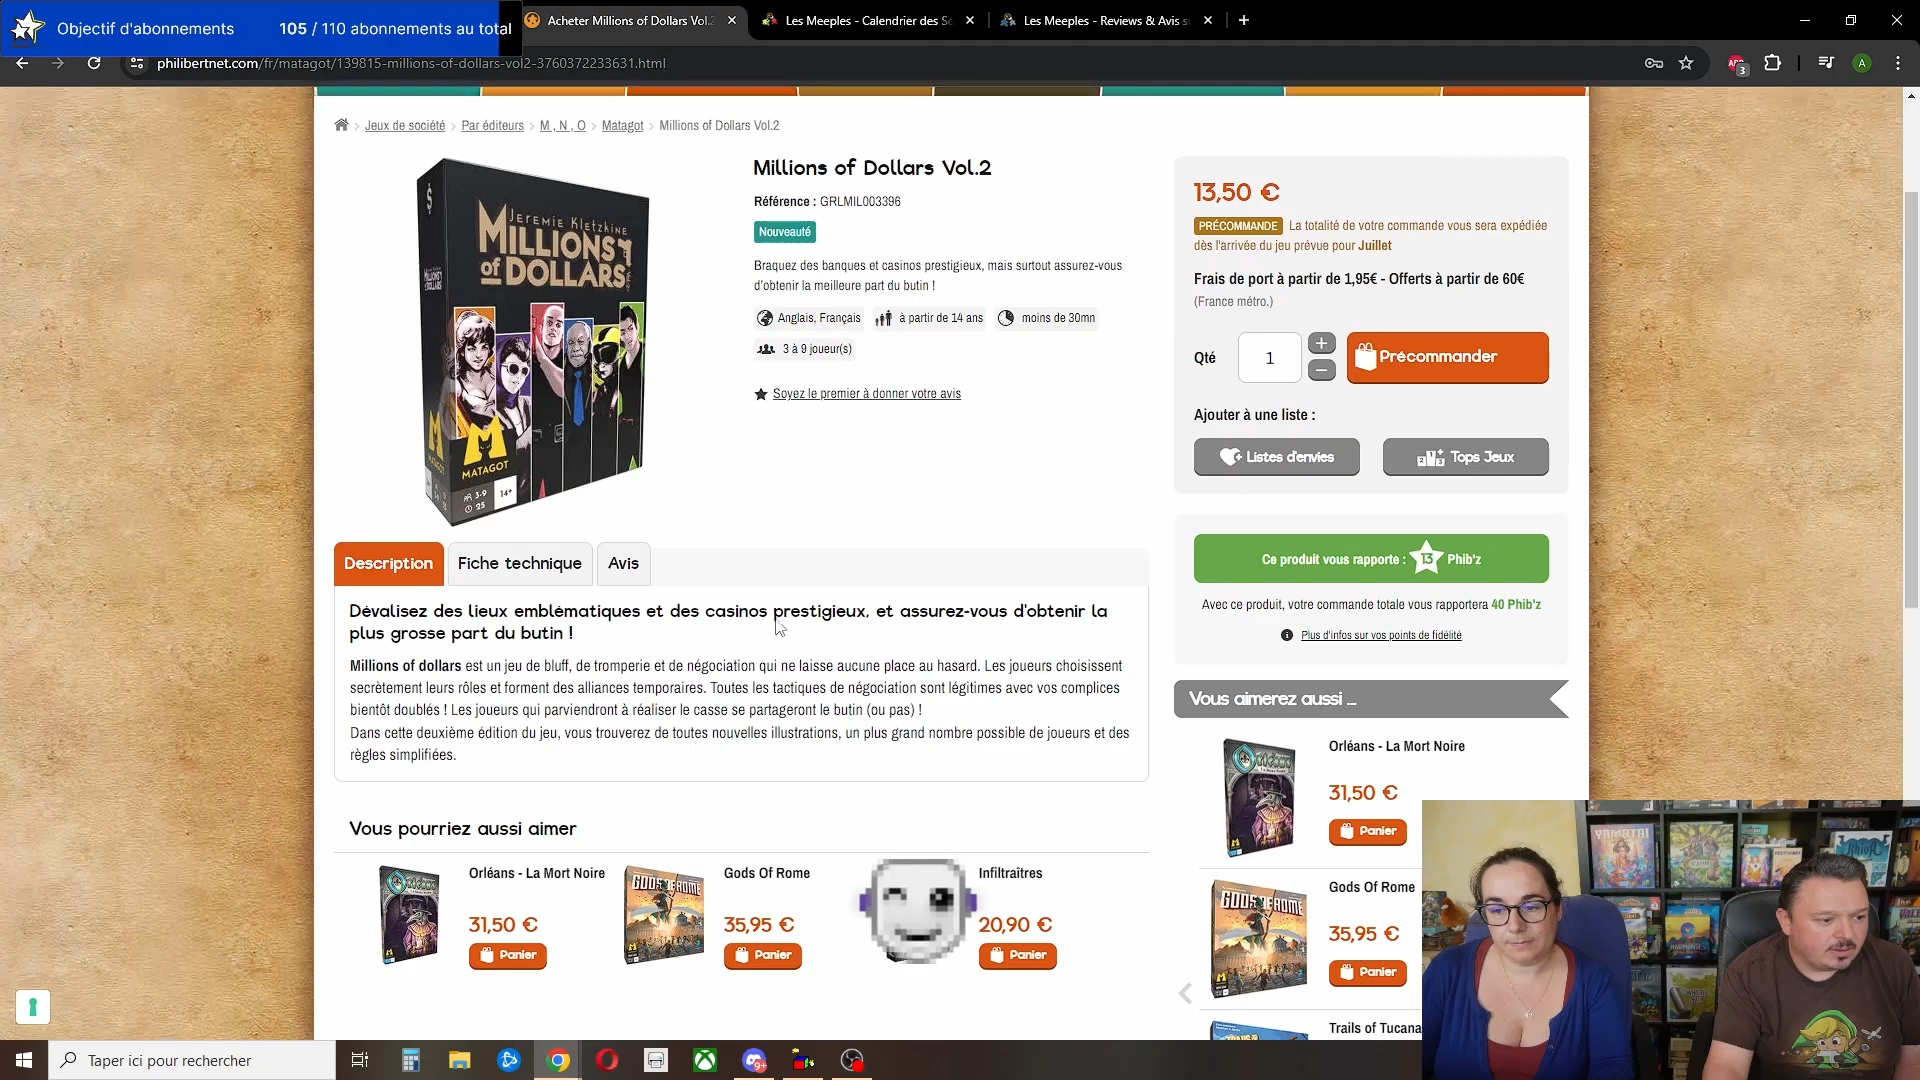 Objectif d'abonnements 105 / 110 abonnements au total
Acheter Millions of Dollars Vol.2
Les Meeples - Calendrier des So
Les Meeples - Reviews & Avis su
philibertnet.com/fr/matagot/139815-millions-of-dollars-vol2-3760372233631.html
3
A
Jeux de société > Par éditeurs > M , N , O > Matagot > Millions of Dollars Vol.2
JEREMIE KLETZKINE
MILLIONS
of DOLLARS
MATAGOT
3-9
25
14+
Millions of Dollars Vol.2
Référence : GRLMIL003396
Nouveauté
Braquez des banques et casinos prestigieux, mais surtout assurez-vous
d'obtenir la meilleure part du butin !
Anglais, Français
à partir de 14 ans
moins de 30mn
3 à 9 joueur(s)
Soyez le premier à donner votre avis
13,50 €
PRÉCOMMANDE La totalité de votre commande vous sera expédiée
dès l'arrivée du jeu prévue pour Juillet
Frais de port à partir de 1,95€ - Offerts à partir de 60€
(France métro.)
Qté
1
+
−
Précommander
Ajouter à une liste :
Listes d'envies
Tops Jeux
Ce produit vous rapporte : 13 Phib'z
Avec ce produit, votre commande totale vous rapportera 40 Phib'z
Plus d'infos sur vos points de fidélité
Description
Fiche technique
Avis
Dévalisez des lieux emblématiques et des casinos prestigieux, et assurez-vous d'obtenir la
plus grosse part du butin !
Millions of dollars est un jeu de bluff, de tromperie et de négociation qui ne laisse aucune place au hasard. Les joueurs choisissent
secrètement leurs rôles et forment des alliances temporaires. Toutes les tactiques de négociation sont légitimes avec vos complices
bientôt doublés ! Les joueurs qui parviendront à réaliser le casse se partageront le butin (ou pas) !
Dans cette deuxième édition du jeu, vous trouverez de toutes nouvelles illustrations, un plus grand nombre possible de joueurs et des
règles simplifiées.
Vous aimerez aussi ...
Orléans - La Mort Noire
31,50 €
Panier
Gods Of Rome
35,95 €
Panier
Trails of Tucana
Vous pourriez aussi aimer
Orléans - La Mort Noire
31,50 €
Panier
Gods Of Rome
35,95 €
Panier
Infiltraîtres
20,90 €
Panier
GODS OF ROME
GODS OF ROME
YAMATAI
Taper ici pour rechercher
9+